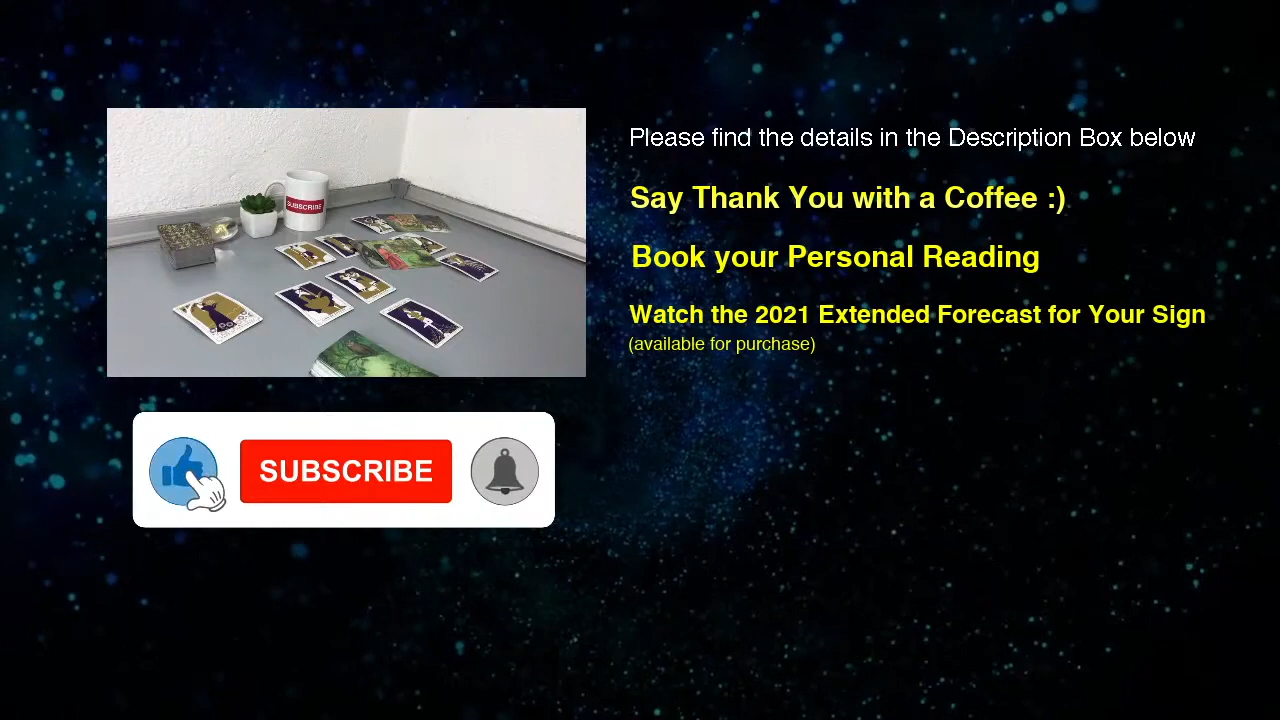 Please find the details in the Description Box below
Say Thank You with a Coffee :)
Book your Personal Reading
Watch the 2021 Extended Forecast for Your Sign
(available for purchase)
SUBSCRIBE
SUBSCRIBE